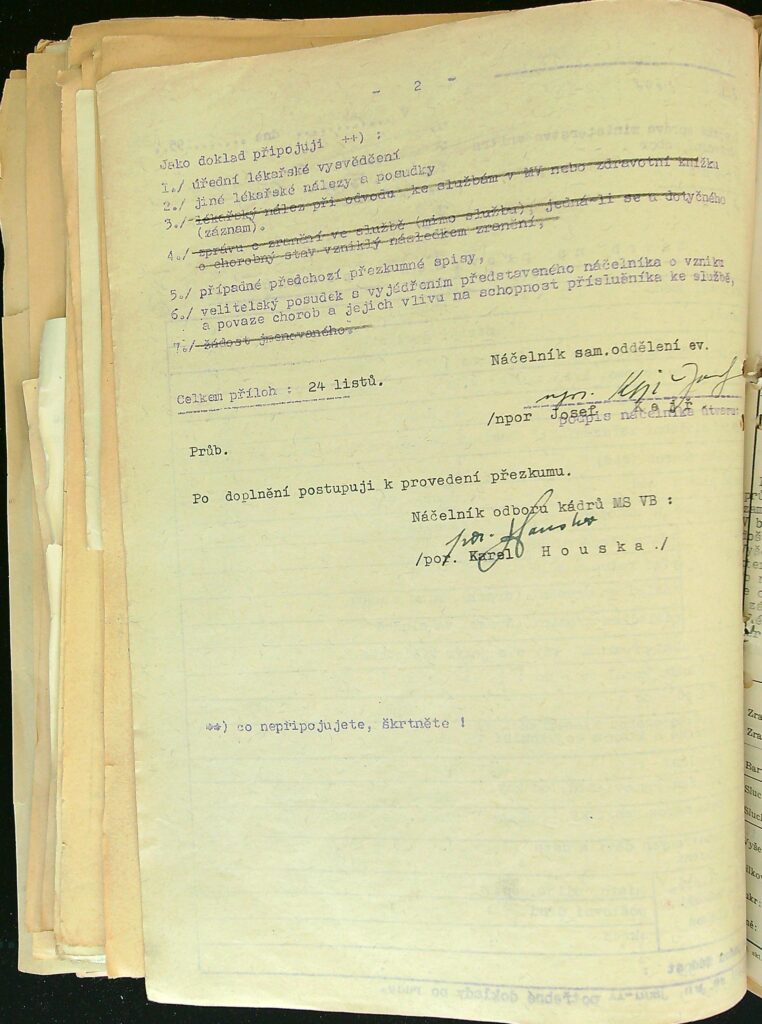 - 2 -
Jako doklad připojuji ++) :
1./ úřední lékařské vysvědčení
2./ jiné lékařské nálezy a posudky
3./ lékařský nález při odvodu ke službám v MV nebo zdravotní knížku
(záznam).
4./ správu o zranění ve službě (mimo službu), jedná-li se u dotyčného
o chorobný stav vzniklý následkem zranění,
5./ případné předchozí přezkumné spisy,
6./ velitelský posudek s vyjádřením představeného náčelníka o vzniku
a povaze chorob a jejich vlivu na schopnost příslušníka ke službě,
7./ žádost jmenovaného.
Náčelník sam.oddělení ev.
Celkem příloh : 24 listů.
/npor Josef K a j ř .
podpis náčelníka útvaru
Průb.
Po doplnění postupuji k provedení přezkumu.
Náčelník odboru kádrů MS VB :
por.
/por. Karel H o u s k a ./
++) co nepřipojujete, škrtněte !